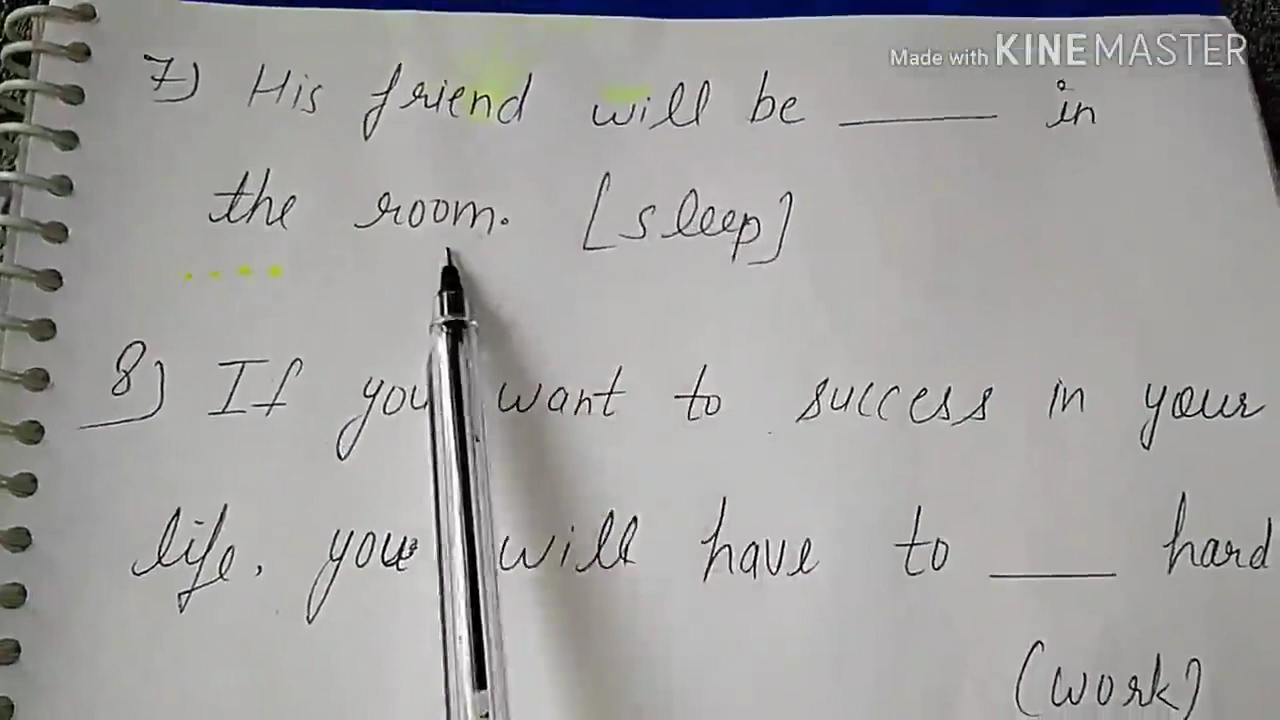 Made with KINEMASTER
7) His friend will be ____ in
the room. [sleep]
8) If you want to success in your
life, you will have to ____ hard
(work)